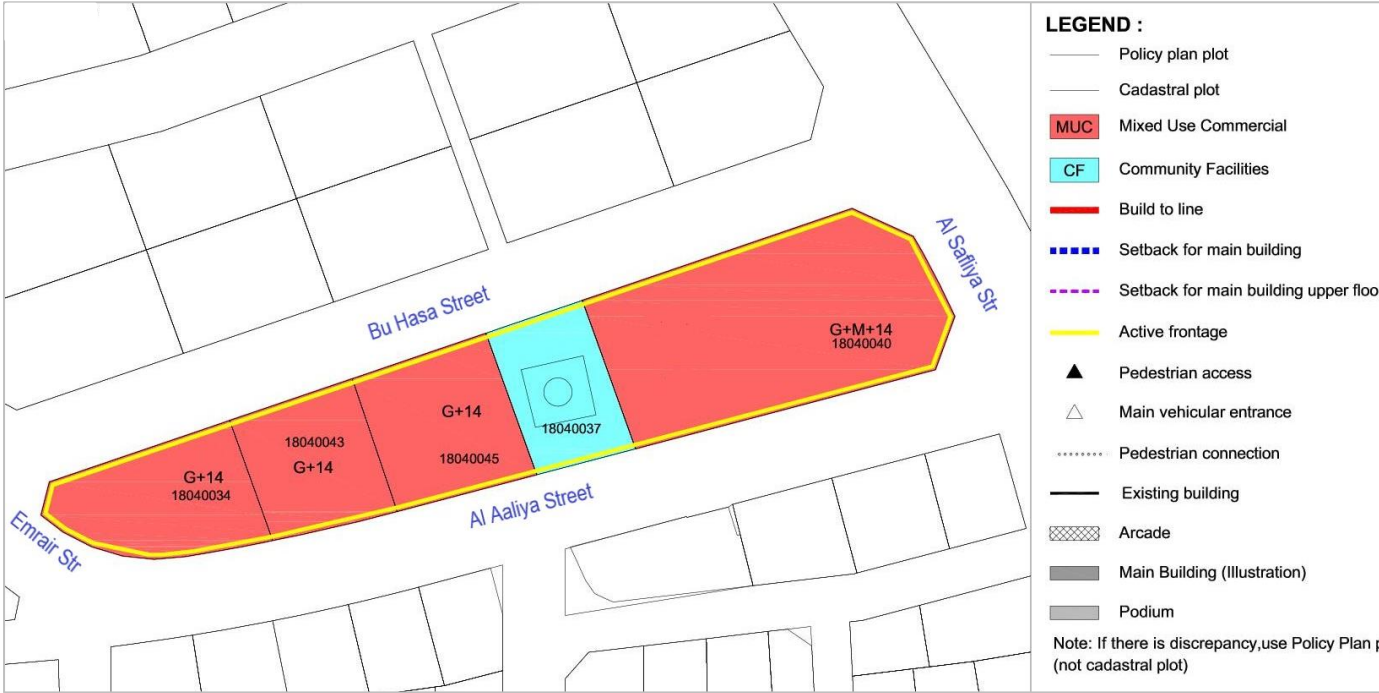 Bu Hasa Street
Al Safliya Str
G+M+14
18040040
G+14
18040037
18040043
G+14
18040045
G+14
18040034
Al Aaliya Street
Emrair Str
LEGEND :
Policy plan plot
Cadastral plot
MUC Mixed Use Commercial
CF Community Facilities
Build to line
Setback for main building
Setback for main building upper floo
Active frontage
Pedestrian access
Main vehicular entrance
Pedestrian connection
Existing building
Arcade
Main Building (Illustration)
Podium
Note: If there is discrepancy,use Policy Plan p
(not cadastral plot)